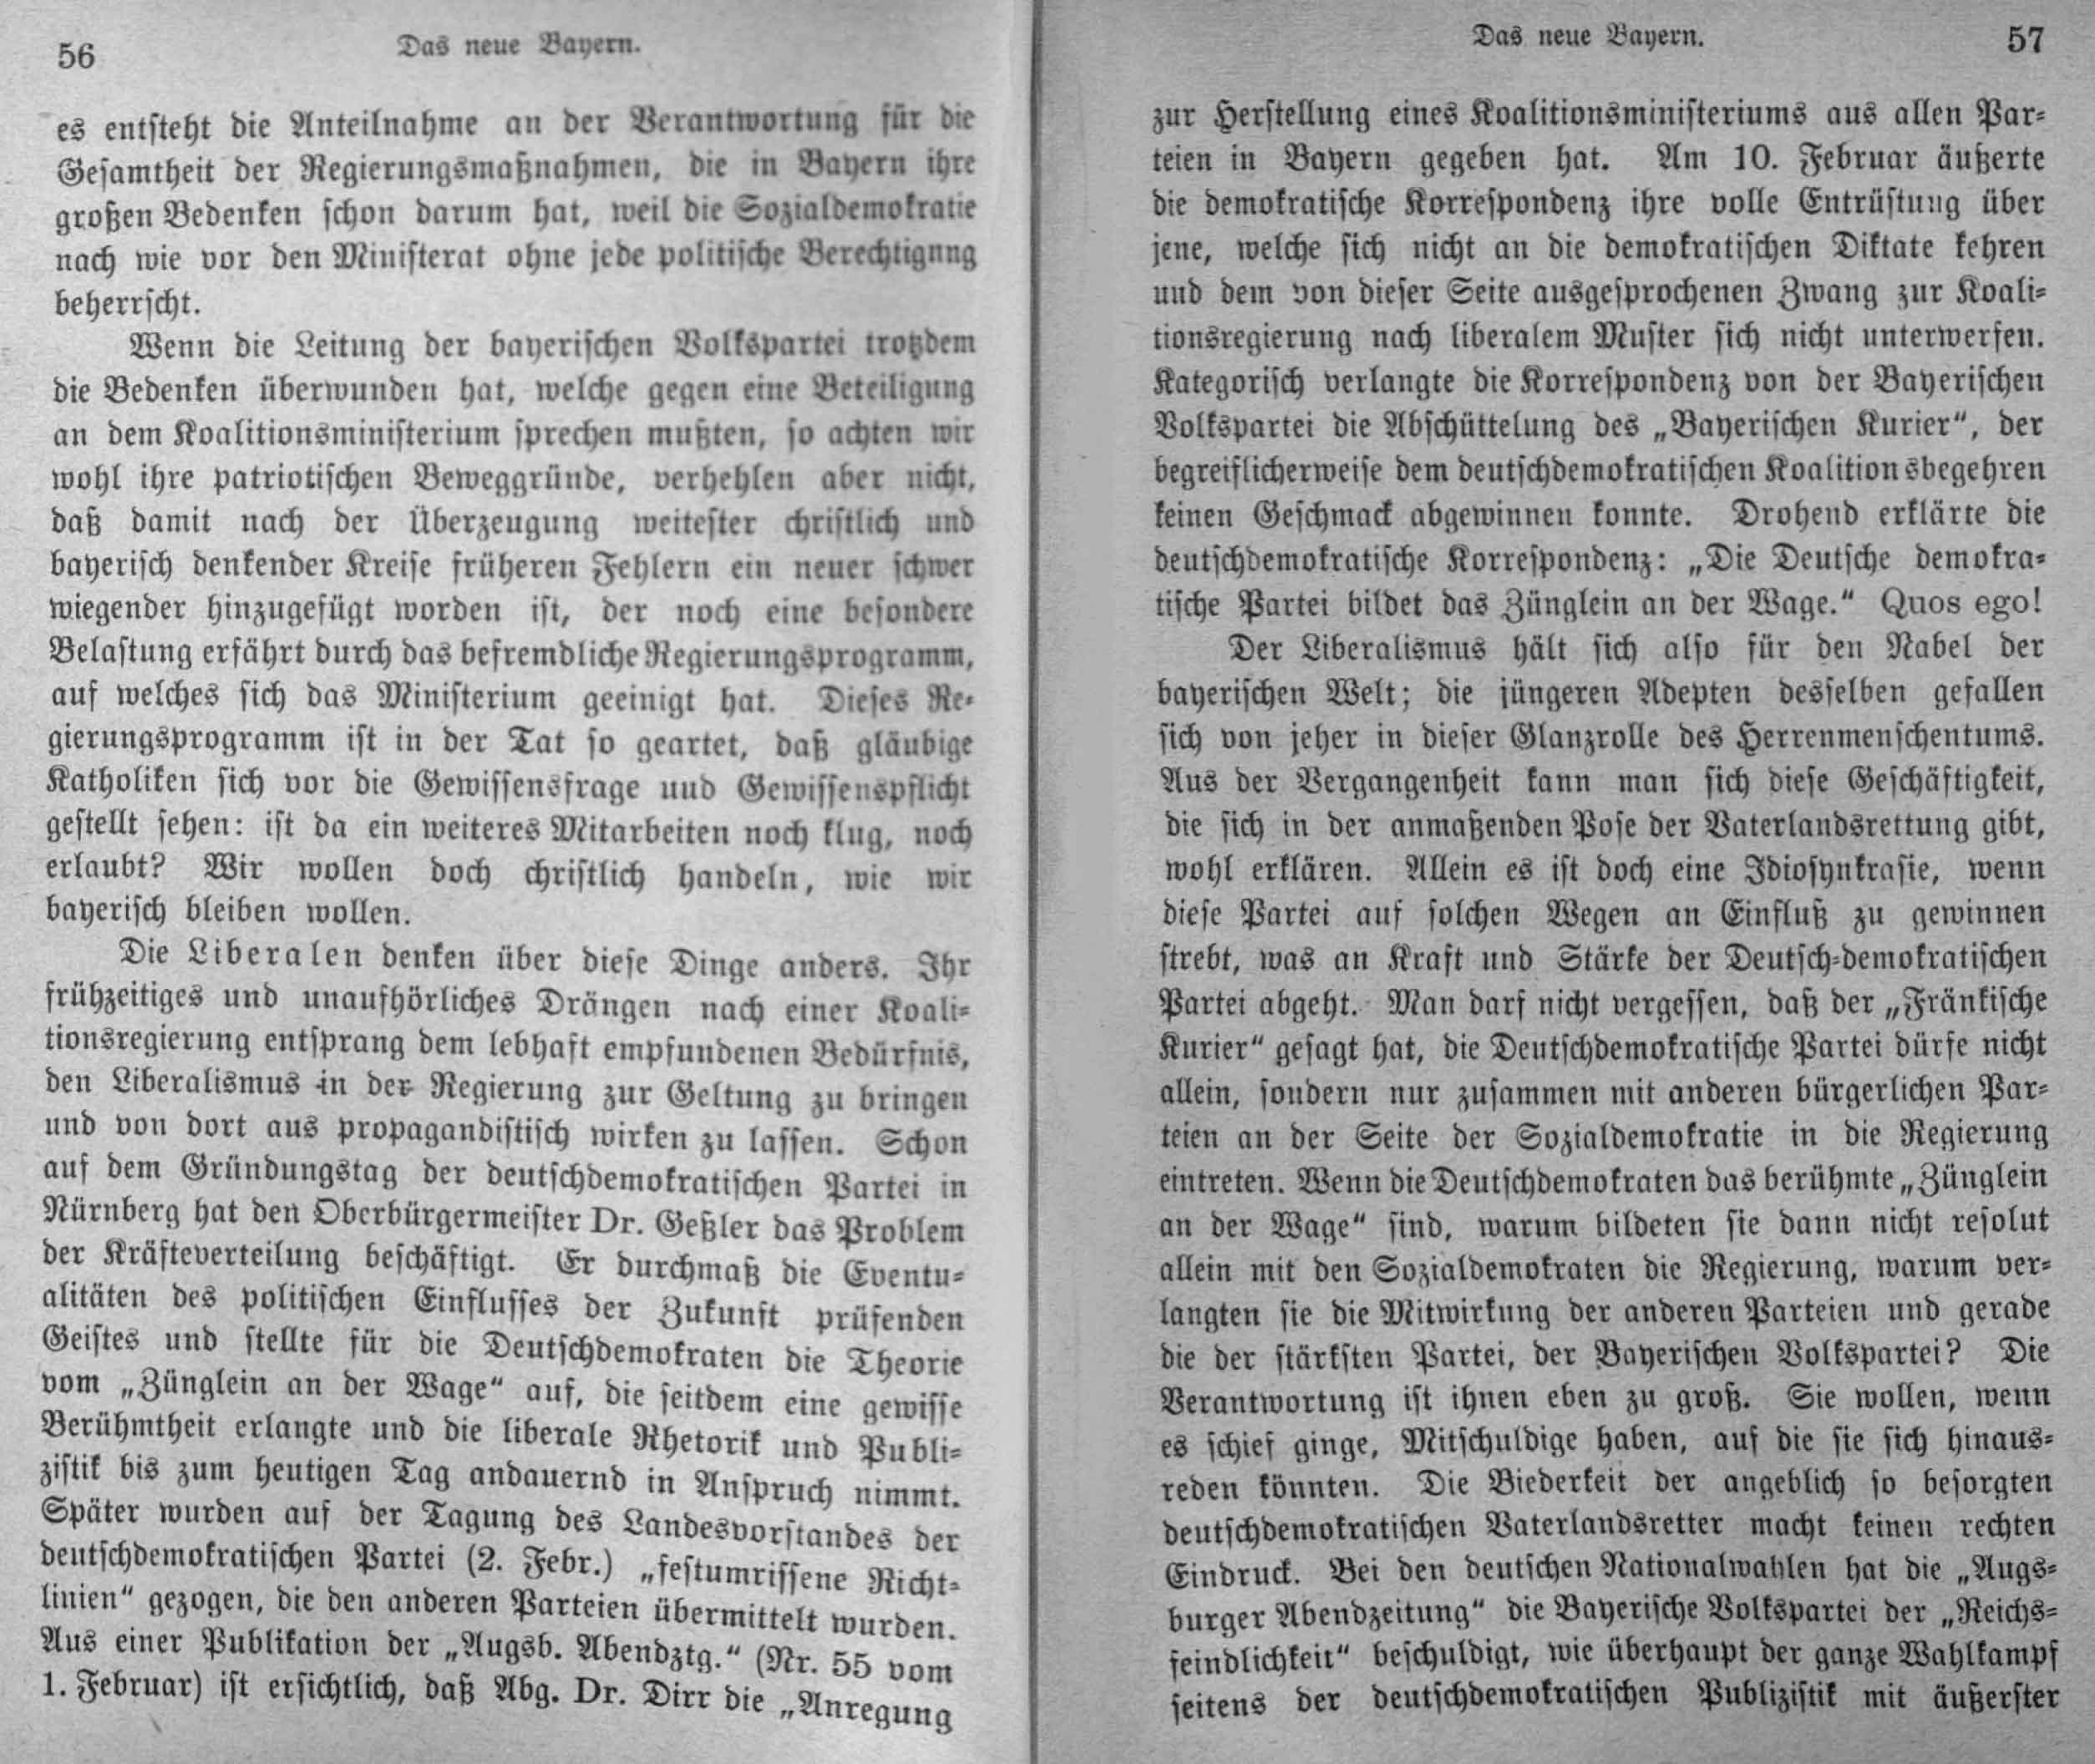 56
Das neue Bayern.
es entsteht die Anteilnahme an der Verantwortung für die
Gesamtheit der Regierungsmaßnahmen, die in Bayern ihre
großen Bedenken schon darum hat, weil die Sozialdemokratie
nach wie vor den Ministerat ohne jede politische Berechtignng
beherrscht.
Wenn die Leitung der bayerischen Volkspartei trotzdem
die Bedenken überwunden hat, welche gegen eine Beteiligung
an dem Koalitionsministerium sprechen mußten, so achten wir
wohl ihre patriotischen Beweggründe, verhehlen aber nicht,
daß damit nach der Überzeugung weitester christlich und
bayerisch denkender Kreise früheren Fehlern ein neuer schwer
wiegender hinzugefügt worden ist, der noch eine besondere
Belastung erfährt durch das befremdliche Regierungsprogramm,
auf welches sich das Ministerium geeinigt hat. Dieses Re-
gierungsprogramm ist in der Tat so geartet, daß gläubige
Katholiken sich vor die Gewissensfrage und Gewissenspflicht
gestellt sehen: ist da ein weiteres Mitarbeiten noch klug, noch
erlaubt? Wir wollen doch christlich handeln, wie wir
bayerisch bleiben wollen.
Die Liberalen denken über diese Dinge anders. Ihr
frühzeitiges und unaufhörliches Drängen nach einer Koali-
tionsregierung entsprang dem lebhaft empfundenen Bedürfnis,
den Liberalismus in der Regierung zur Geltung zu bringen
und von dort aus propagandistisch wirken zu lassen. Schon
auf dem Gründungstag der deutschdemokratischen Partei in
Nürnberg hat den Oberbürgermeister Dr. Geßler das Problem
der Kräfteverteilung beschäftigt. Er durchmaß die Eventu-
alitäten des politischen Einflusses der Zukunft prüfenden
Geistes und stellte für die Deutschdemokraten die Theorie
vom „Zünglein an der Wage“ auf, die seitdem eine gewisse
Berühmtheit erlangte und die liberale Rhetorik und Publi-
zistik bis zum heutigen Tag andauernd in Anspruch nimmt.
Später wurden auf der Tagung des Landesvorstandes der
deutschdemokratischen Partei (2. Febr.) „festumrissene Richt-
linien“ gezogen, die den anderen Parteien übermittelt wurden.
Aus einer Publikation der „Augsb. Abendztg.“ (Nr. 55 vom
1. Februar) ist ersichtlich, daß Abg. Dr. Dirr die „Anregung
Das neue Bayern.
57
zur Herstellung eines Koalitionsministeriums aus allen Par-
teien in Bayern gegeben hat. Am 10. Februar äußerte
die demokratische Korrespondenz ihre volle Entrüstung über
jene, welche sich nicht an die demokratischen Diktate kehren
und dem von dieser Seite ausgesprochenen Zwang zur Koali-
tionsregierung nach liberalem Muster sich nicht unterwerfen.
Kategorisch verlangte die Korrespondenz von der Bayerischen
Volkspartei die Abschüttelung des „Bayerischen Kurier“, der
begreiflicherweise dem deutschdemokratischen Koalitionsbegehren
keinen Geschmack abgewinnen konnte. Drohend erklärte die
deutschdemokratische Korrespondenz: „Die Deutsche demokra-
tische Partei bildet das Zünglein an der Wage.“ Quos ego!
Der Liberalismus hält sich also für den Nabel der
bayerischen Welt; die jüngeren Adepten desselben gefallen
sich von jeher in dieser Glanzrolle des Herrenmenschentums.
Aus der Vergangenheit kann man sich diese Geschäftigkeit,
die sich in der anmaßenden Pose der Vaterlandsrettung gibt,
wohl erklären. Allein es ist doch eine Idiosynkrasie, wenn
diese Partei auf solchen Wegen an Einfluß zu gewinnen
strebt, was an Kraft und Stärke der Deutsch-demokratischen
Partei abgeht. Man darf nicht vergessen, daß der „Fränkische
Kurier“ gesagt hat, die Deutschdemokratische Partei dürfe nicht
allein, sondern nur zusammen mit anderen bürgerlichen Par-
teien an der Seite der Sozialdemokratie in die Regierung
eintreten. Wenn die Deutschdemokraten das berühmte „Zünglein
an der Wage“ sind, warum bildeten sie dann nicht resolut
allein mit den Sozialdemokraten die Regierung, warum ver-
langten sie die Mitwirkung der anderen Parteien und gerade
die der stärksten Partei, der Bayerischen Volkspartei? Die
Verantwortung ist ihnen eben zu groß. Sie wollen, wenn
es schief ginge, Mitschuldige haben, auf die sie sich hinaus-
reden könnten. Die Biederkeit der angeblich so besorgten
deutschdemokratischen Vaterlandsretter macht keinen rechten
Eindruck. Bei den deutschen Nationalwahlen hat die „Augs-
burger Abendzeitung“ die Bayerische Volkspartei der „Reichs-
feindlichkeit“ beschuldigt, wie überhaupt der ganze Wahlkampf
seitens der deutschdemokratischen Publizistik mit äußerster